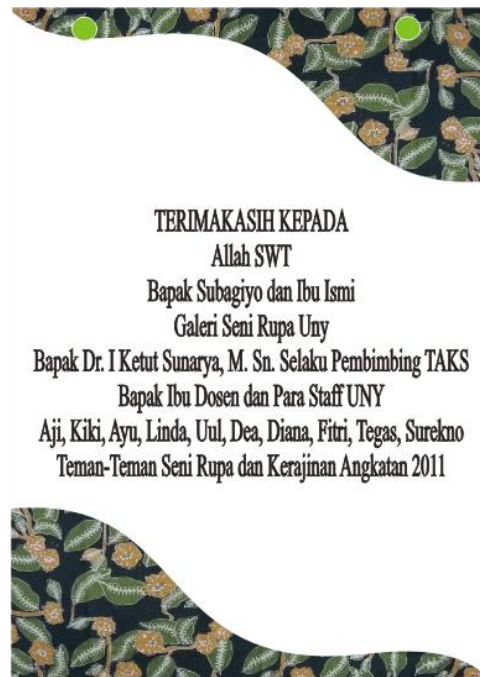 TERIMAKASIH KEPADA
Allah SWT
Bapak Subagiyo dan Ibu Ismi
Galeri Seni Rupa Uny
Bapak Dr. I Ketut Sunarya, M. Sn. Selaku Pembimbing TAKS
Bapak Ibu Dosen dan Para Staff UNY
Aji, Kiki, Ayu, Linda, Uul, Dea, Diana, Fitri, Tegas, Surekno
Teman-Teman Seni Rupa dan Kerajinan Angkatan 2011